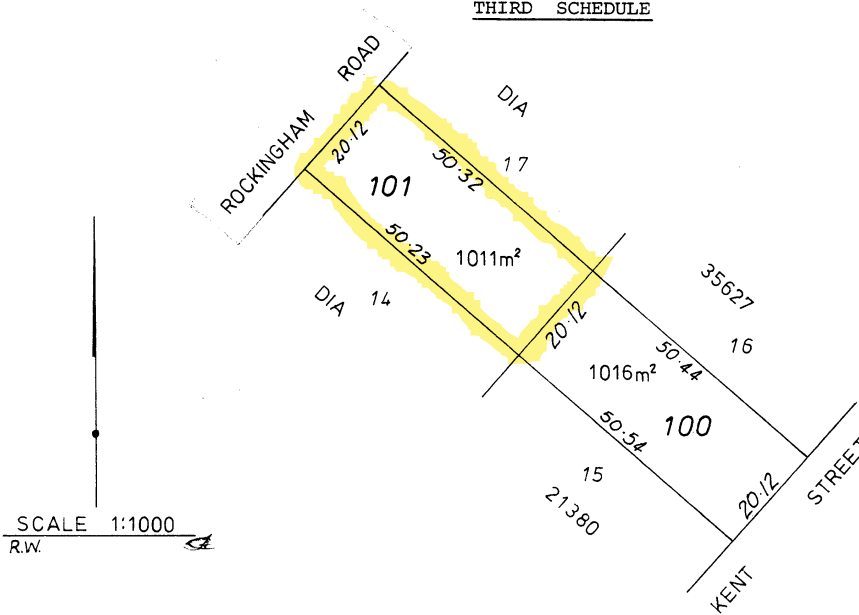 THIRD SCHEDULE
ROCKINGHAM ROAD
DIA
17
20.12
50.32
101
50.23
1011m²
DIA 14
20.12
35627
16
50.44
1016m²
100
50.54
15
21380
20.12
KENT STREET
SCALE 1:1000
R.W.